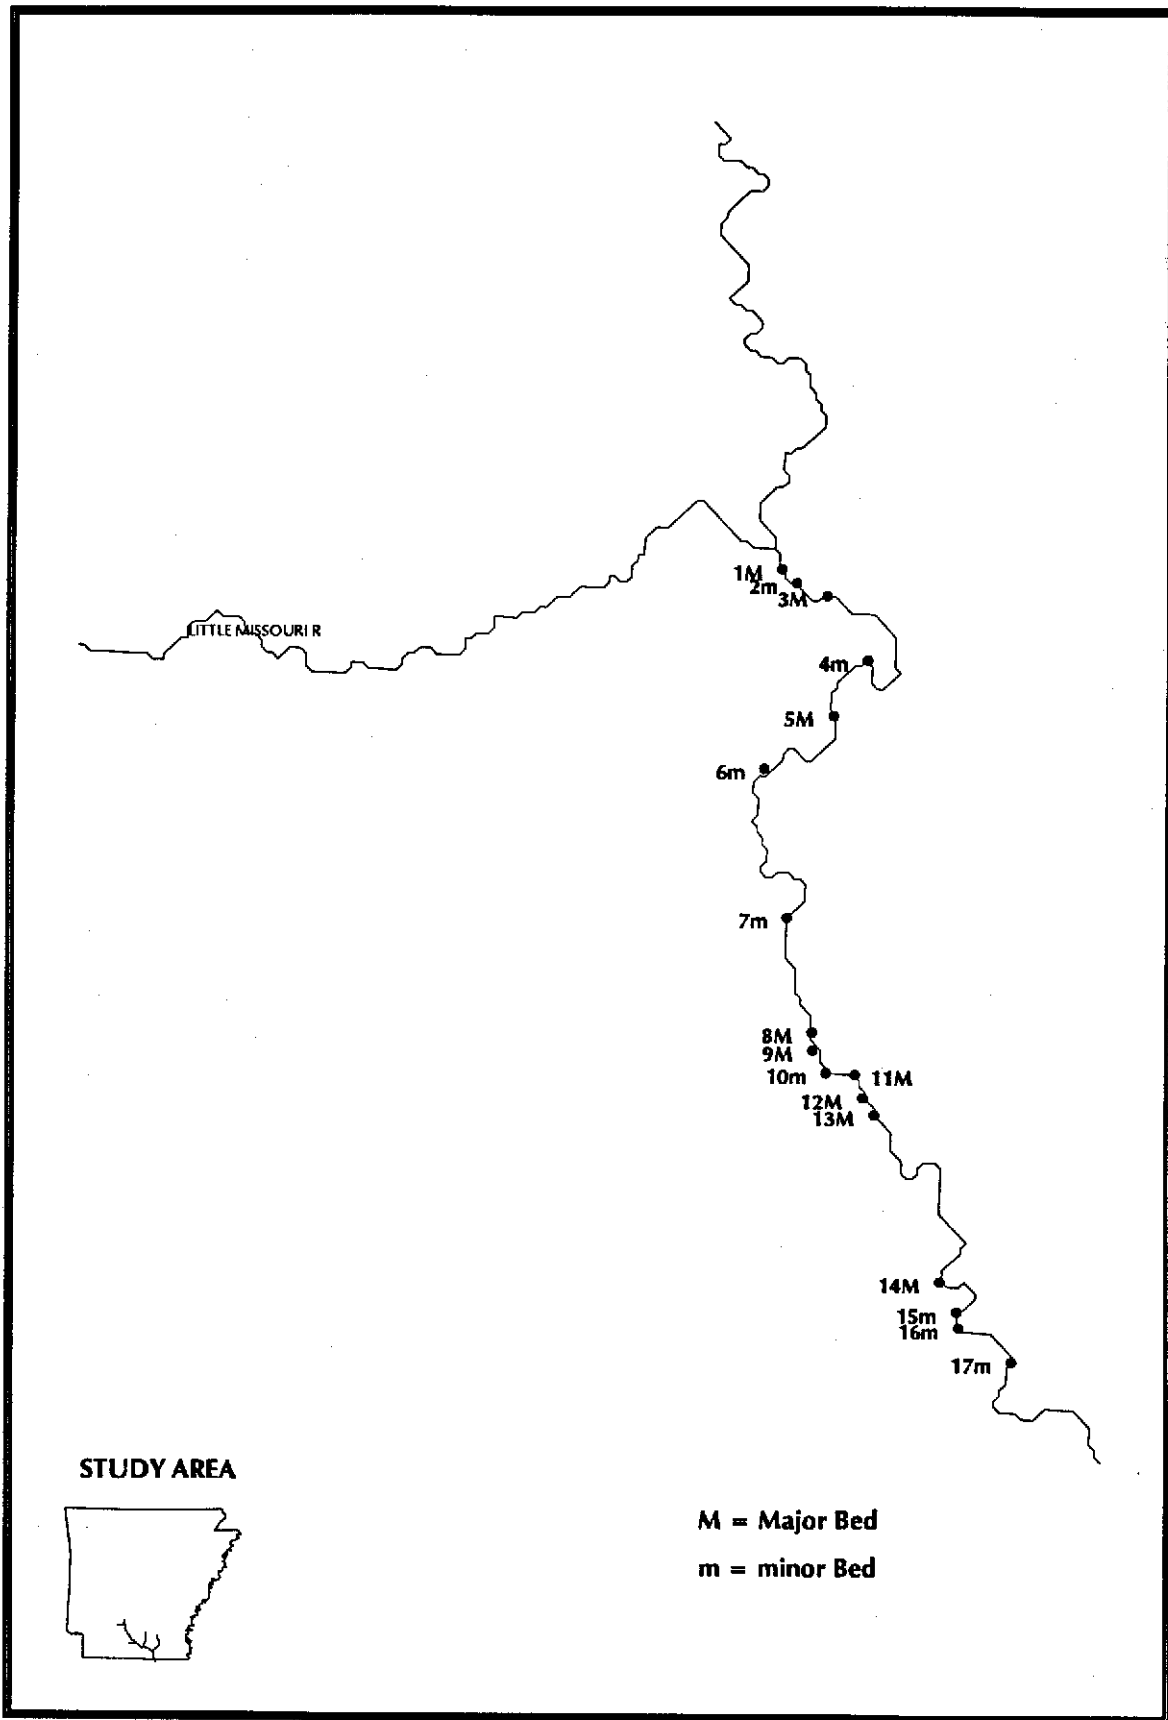 1M
2m
3M
LITTLE MISSOURI R
4m
5M
6m
7m
8M
9M
10m
11M
12M
13M
14M
15m
16m
17m
STUDY AREA
M = Major Bed
m = minor Bed